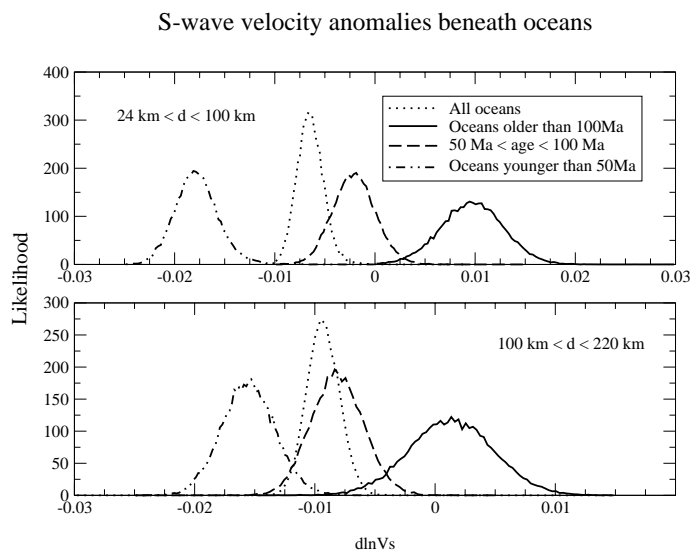 S-wave velocity anomalies beneath oceans
400
300
200
100
0
24 km < d < 100 km
All oceans
Oceans older than 100Ma
50 Ma < age < 100 Ma
Oceans younger than 50Ma
-0.03 -0.02 -0.01 0 0.01 0.02 0.03
Likelihood
300
250
200
150
100
50
0
100 km < d < 220 km
-0.03 -0.02 -0.01 0 0.01
dlnVs